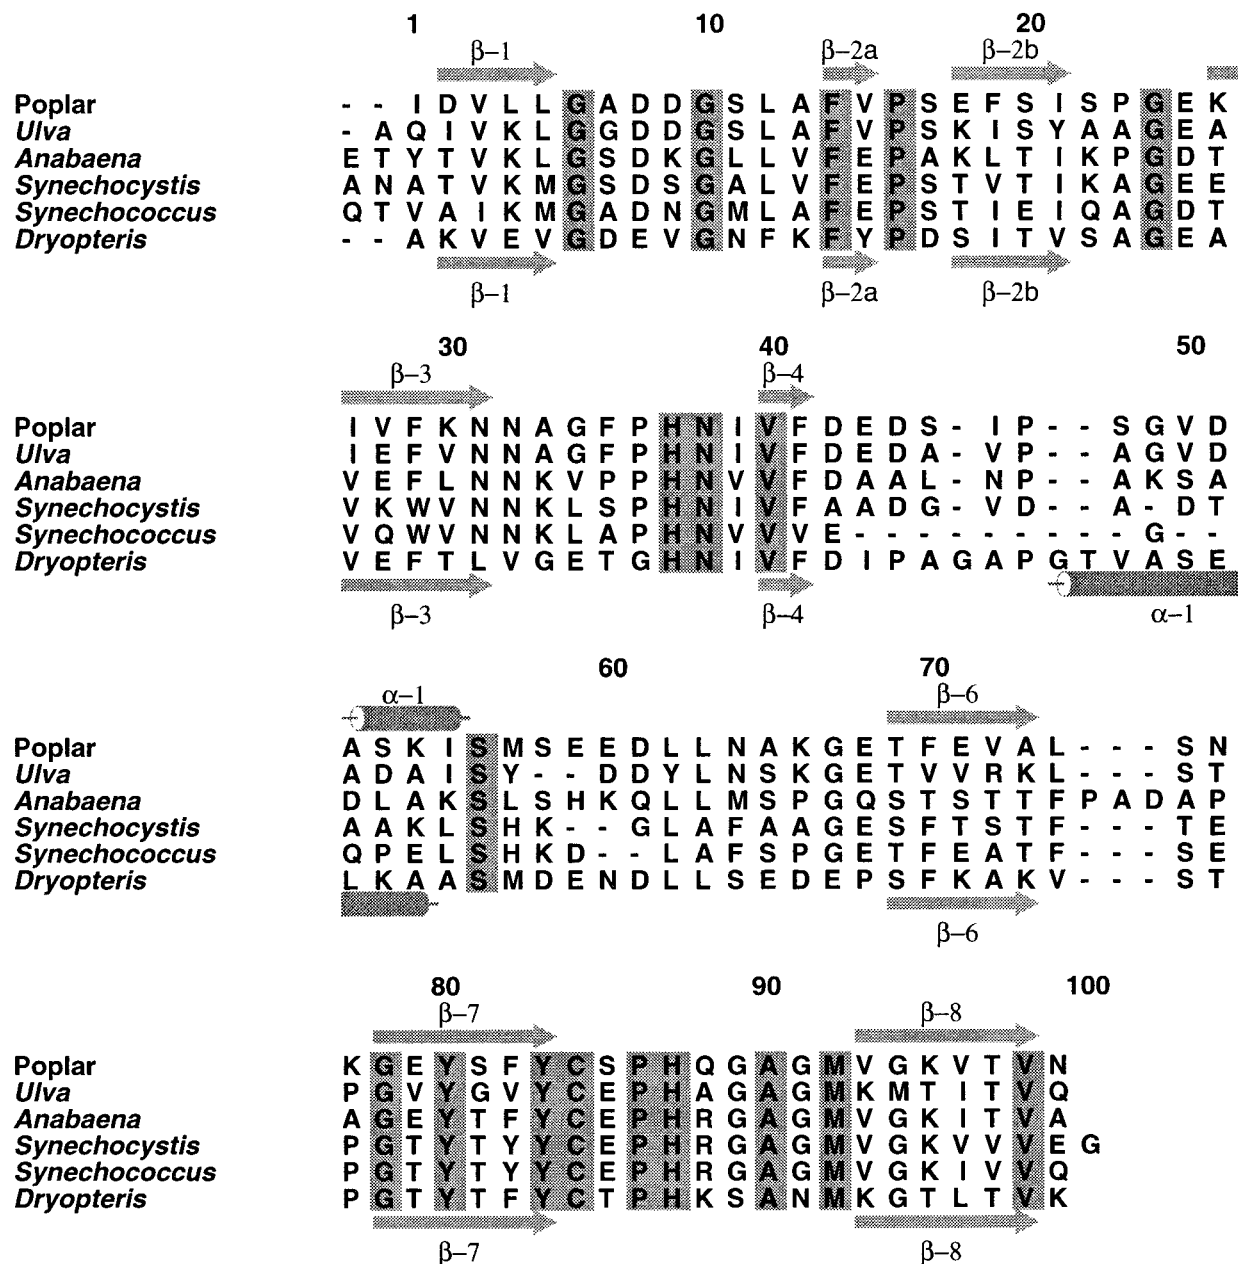 1 10 20
β–1 β–2a β–2b
Poplar - - I D V L L G A D D G S L A F V P S E F S I S P G E K
Ulva - A Q I V K L G G D D G S L A F V P S K I S Y A A G E A
Anabaena E T Y T V K L G S D K G L L V F E P A K L T I K P G D T
Synechocystis A N A T V K M G S D S G A L V F E P S T V T I K A G E E
Synechococcus Q T V A I K M G A D N G M L A F E P S T I E I Q A G D T
Dryopteris - - A K V E V G D E V G N F K F Y P D S I T V S A G E A
β–1 β–2a β–2b
30 40 50
β–3 β–4
Poplar I V F K N N A G F P H N I V F D E D S - I P - - S G V D
Ulva I E F V N N A G F P H N I V F D E D A - V P - - A G V D
Anabaena V E F L N N K V P P H N V V F D A A L - N P - - A K S A
Synechocystis V K W V N N K L S P H N I V F A A D G - V D - - A - D T
Synechococcus V Q W V N N K L A P H N V V V E - - - - - - - - - G - -
Dryopteris V E F T L V G E T G H N I V F D I P A G A P G T V A S E
β–3 β–4 α–1
60 70
α–1 β–6
Poplar A S K I S M S E E D L L N A K G E T F E V A L - - - S N
Ulva A D A I S Y - - D D Y L N S K G E T V V R K L - - - S T
Anabaena D L A K S L S H K Q L L M S P G Q S T S T T F P A D A P
Synechocystis A A K L S H K - - G L A F A A G E S F T S T F - - - T E
Synechococcus Q P E L S H K D - - L A F S P G E T F E A T F - - - S E
Dryopteris L K A A S M D E N D L L S E D E P S F K A K V - - - S T
β–6
80 90 100
β–7 β–8
Poplar K G E Y S F Y C S P H Q G A G M V G K V T V N
Ulva P G V Y G V Y C E P H A G A G M K M T I T V Q
Anabaena A G E Y T F Y C E P H R G A G M V G K I T V A
Synechocystis P G T Y T Y Y C E P H R G A G M V G K V V V E G
Synechococcus P G T Y T Y Y C E P H R G A G M V G K I V V Q
Dryopteris P G T Y T F Y C T P H K S A N M K G T L T V K
β–7 β–8